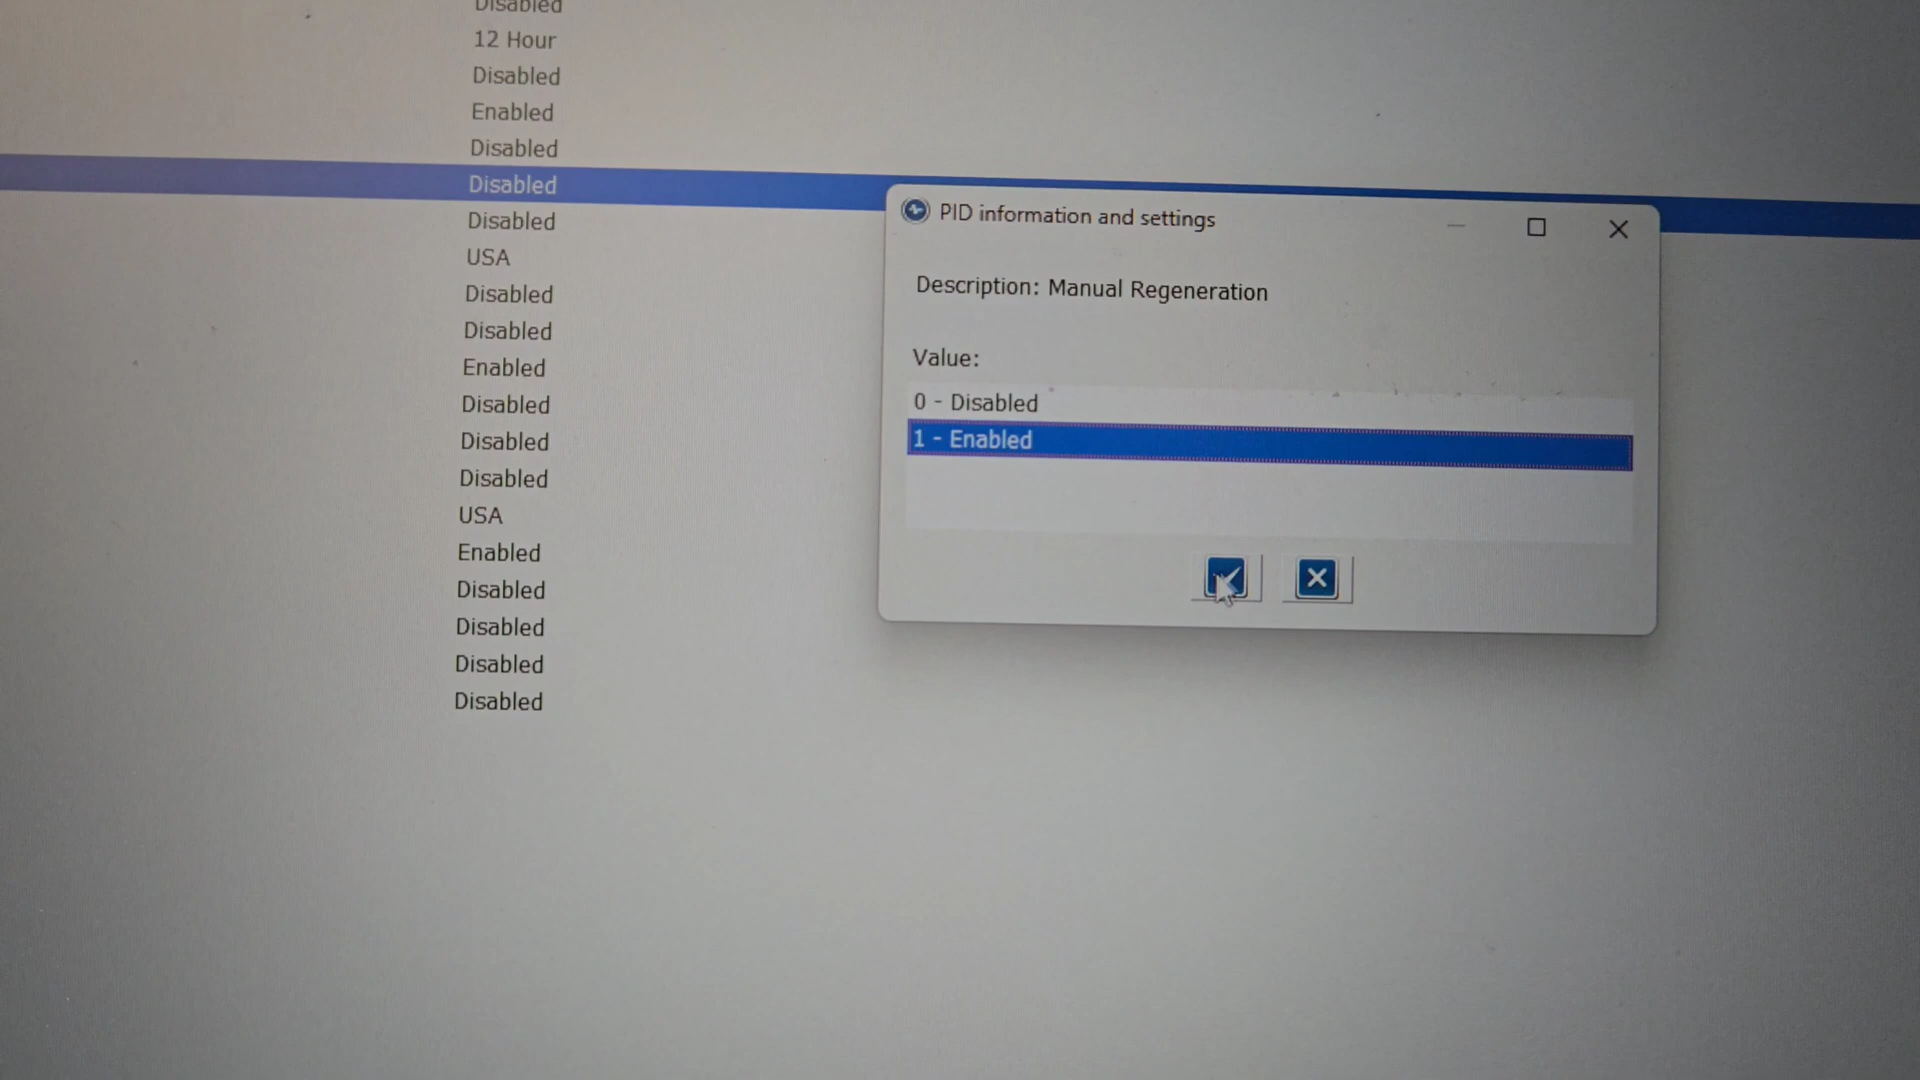 Disabled
12 Hour
Disabled
Enabled
Disabled
Disabled
Disabled
USA
Disabled
Disabled
Enabled
Disabled
Disabled
Disabled
USA
Enabled
Disabled
Disabled
Disabled
Disabled
PID information and settings
Description: Manual Regeneration
Value:
0 - Disabled
1 - Enabled